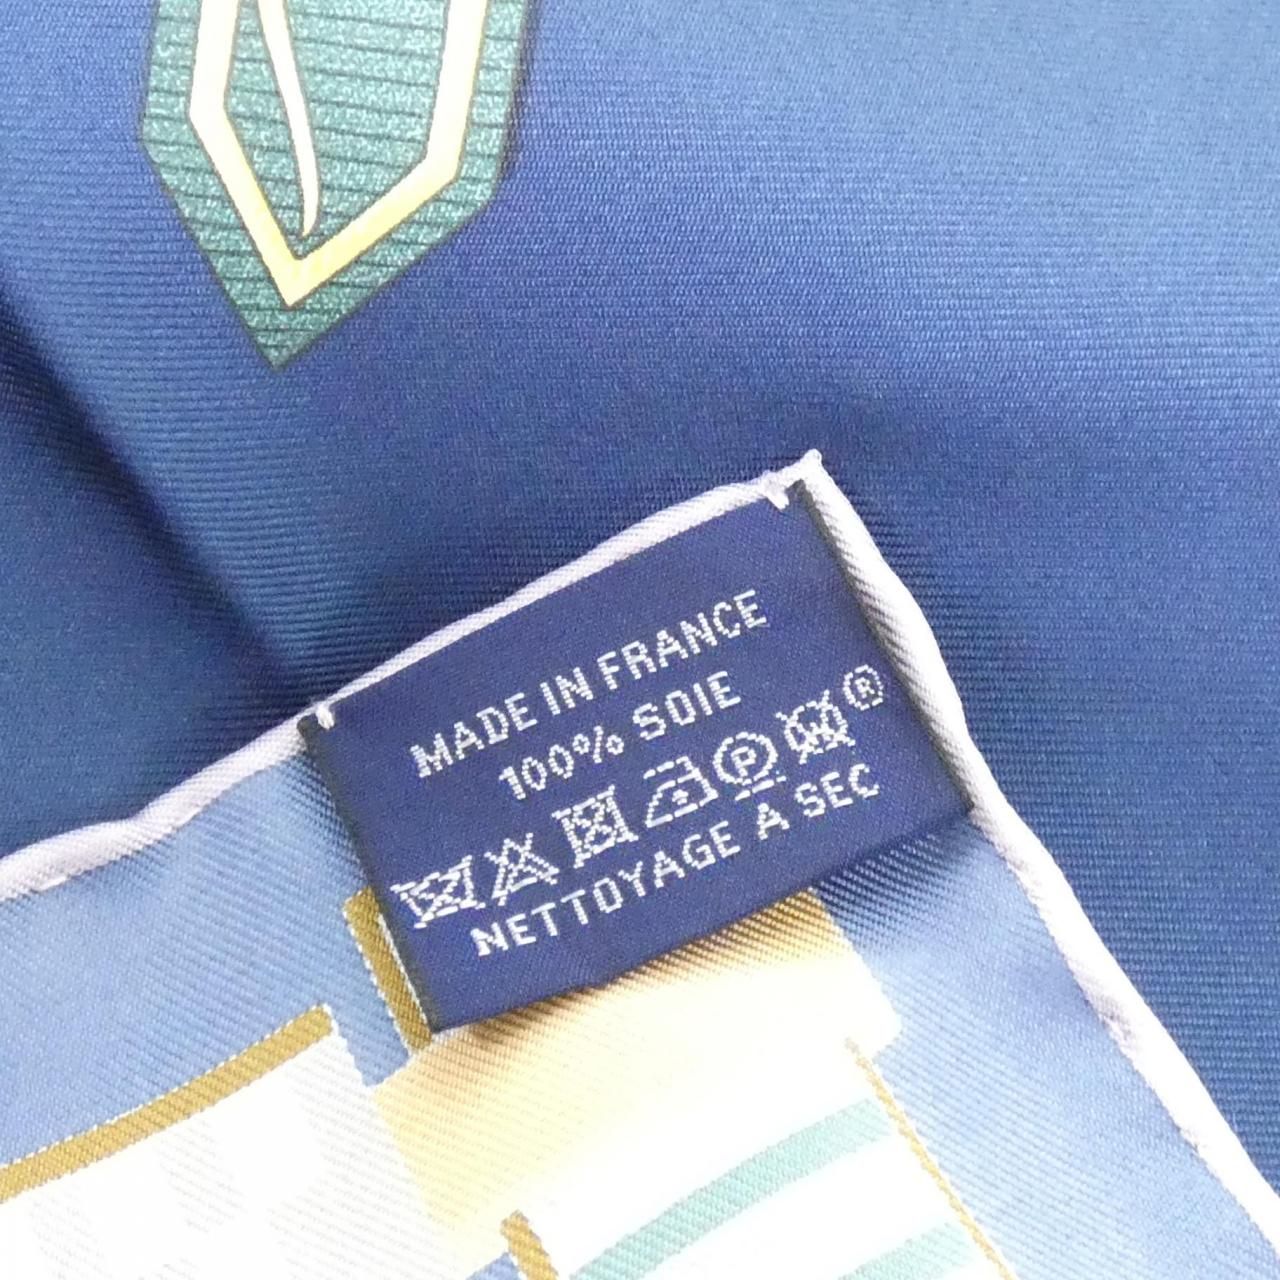 MADE IN FRANCE
100% SOIE
P W ®
NETTOYAGE A SEC